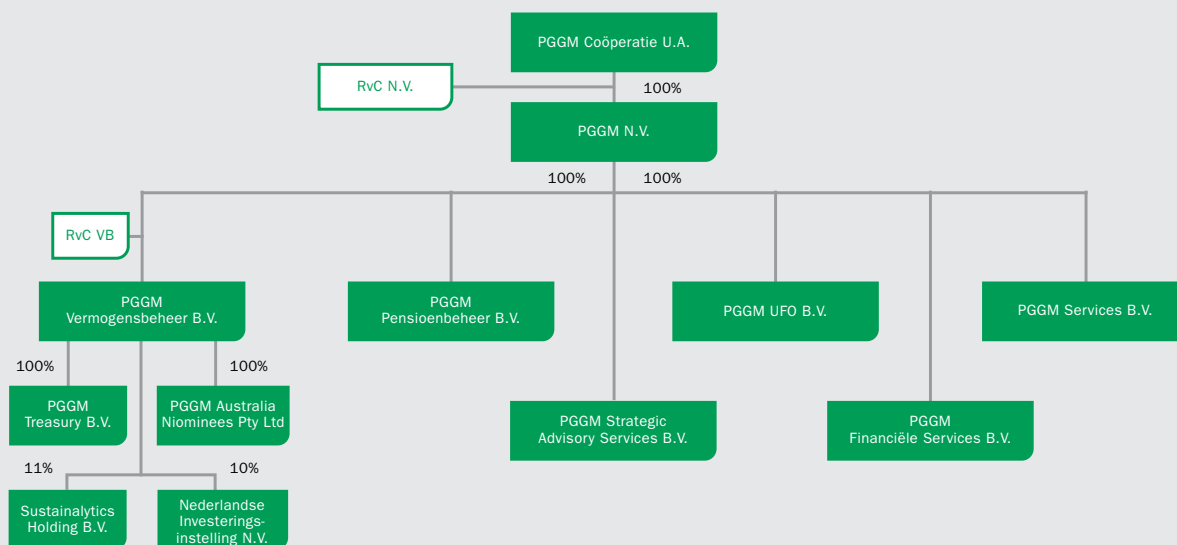 PGGM Coöperatie U.A.
RvC N.V.
100%
PGGM N.V.
100%
100%
RvC VB
PGGM
Vermogensbeheer B.V.
PGGM
Pensioenbeheer B.V.
PGGM UFO B.V.
PGGM Services B.V.
100%
100%
PGGM
Treasury B.V.
PGGM Australia
Niominees Pty Ltd
PGGM Strategic
Advisory Services B.V.
PGGM
Financiële Services B.V.
11%
10%
Sustainalytics
Holding B.V.
Nederlandse
Investerings-
instelling N.V.